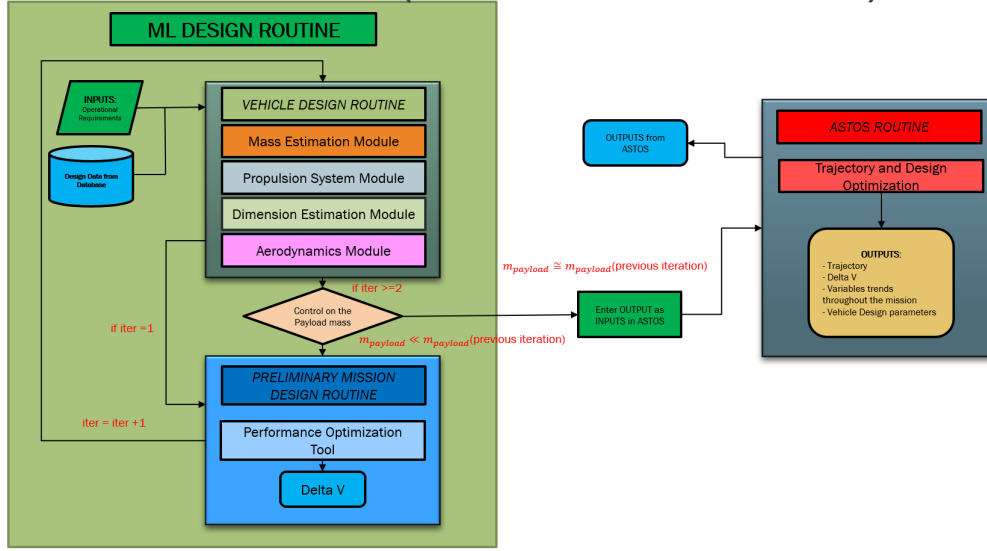 ML DESIGN ROUTINE
INPUTS:
Operational
Requirements
Design Data from
Database
VEHICLE DESIGN ROUTINE
Mass Estimation Module
Propulsion System Module
Dimension Estimation Module
Aerodynamics Module
if iter >=2
Control on the
Payload mass
if iter =1
m_payload ≪ m_payload(previous iteration)
m_payload ≅ m_payload(previous iteration)
PRELIMINARY MISSION
DESIGN ROUTINE
iter = iter +1
Performance Optimization
Tool
Delta V
Enter OUTPUT as
INPUTS in ASTOS
OUTPUTS from
ASTOS
ASTOS ROUTINE
Trajectory and Design
Optimization
OUTPUTS:
- Trajectory
- Delta V
- Variables trends
throughout the mission
- Vehicle Design parameters